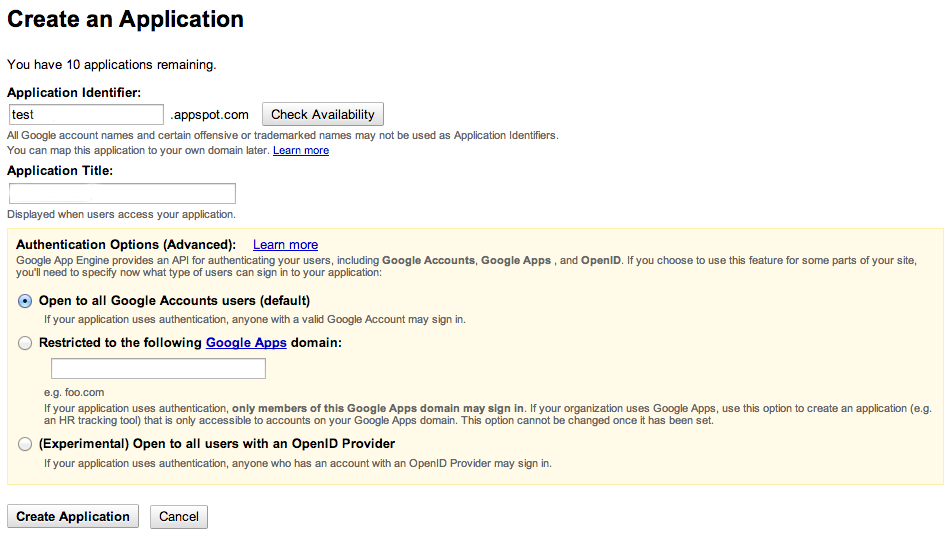 Create an Application
You have 10 applications remaining.
Application Identifier:
test .appspot.com Check Availability
All Google account names and certain offensive or trademarked names may not be used as Application Identifiers.
You can map this application to your own domain later. Learn more
Application Title:
Displayed when users access your application.
Authentication Options (Advanced): Learn more
Google App Engine provides an API for authenticating your users, including Google Accounts, Google Apps , and OpenID. If you choose to use this feature for some parts of your site,
you'll need to specify now what type of users can sign in to your application:
Open to all Google Accounts users (default)
If your application uses authentication, anyone with a valid Google Account may sign in.
Restricted to the following Google Apps domain:
e.g. foo.com
If your application uses authentication, only members of this Google Apps domain may sign in. If your organization uses Google Apps, use this option to create an application (e.g.
an HR tracking tool) that is only accessible to accounts on your Google Apps domain. This option cannot be changed once it has been set.
(Experimental) Open to all users with an OpenID Provider
If your application uses authentication, anyone who has an account with an OpenID Provider may sign in.
Create Application Cancel